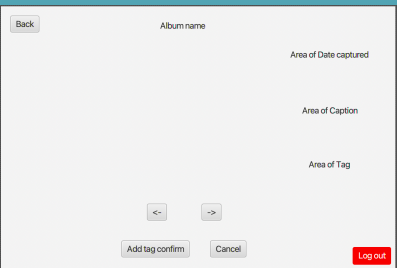 Back
Album name
Area of Date captured
Area of Caption
Area of Tag
<-
->
Add tag confirm
Cancel
Log out